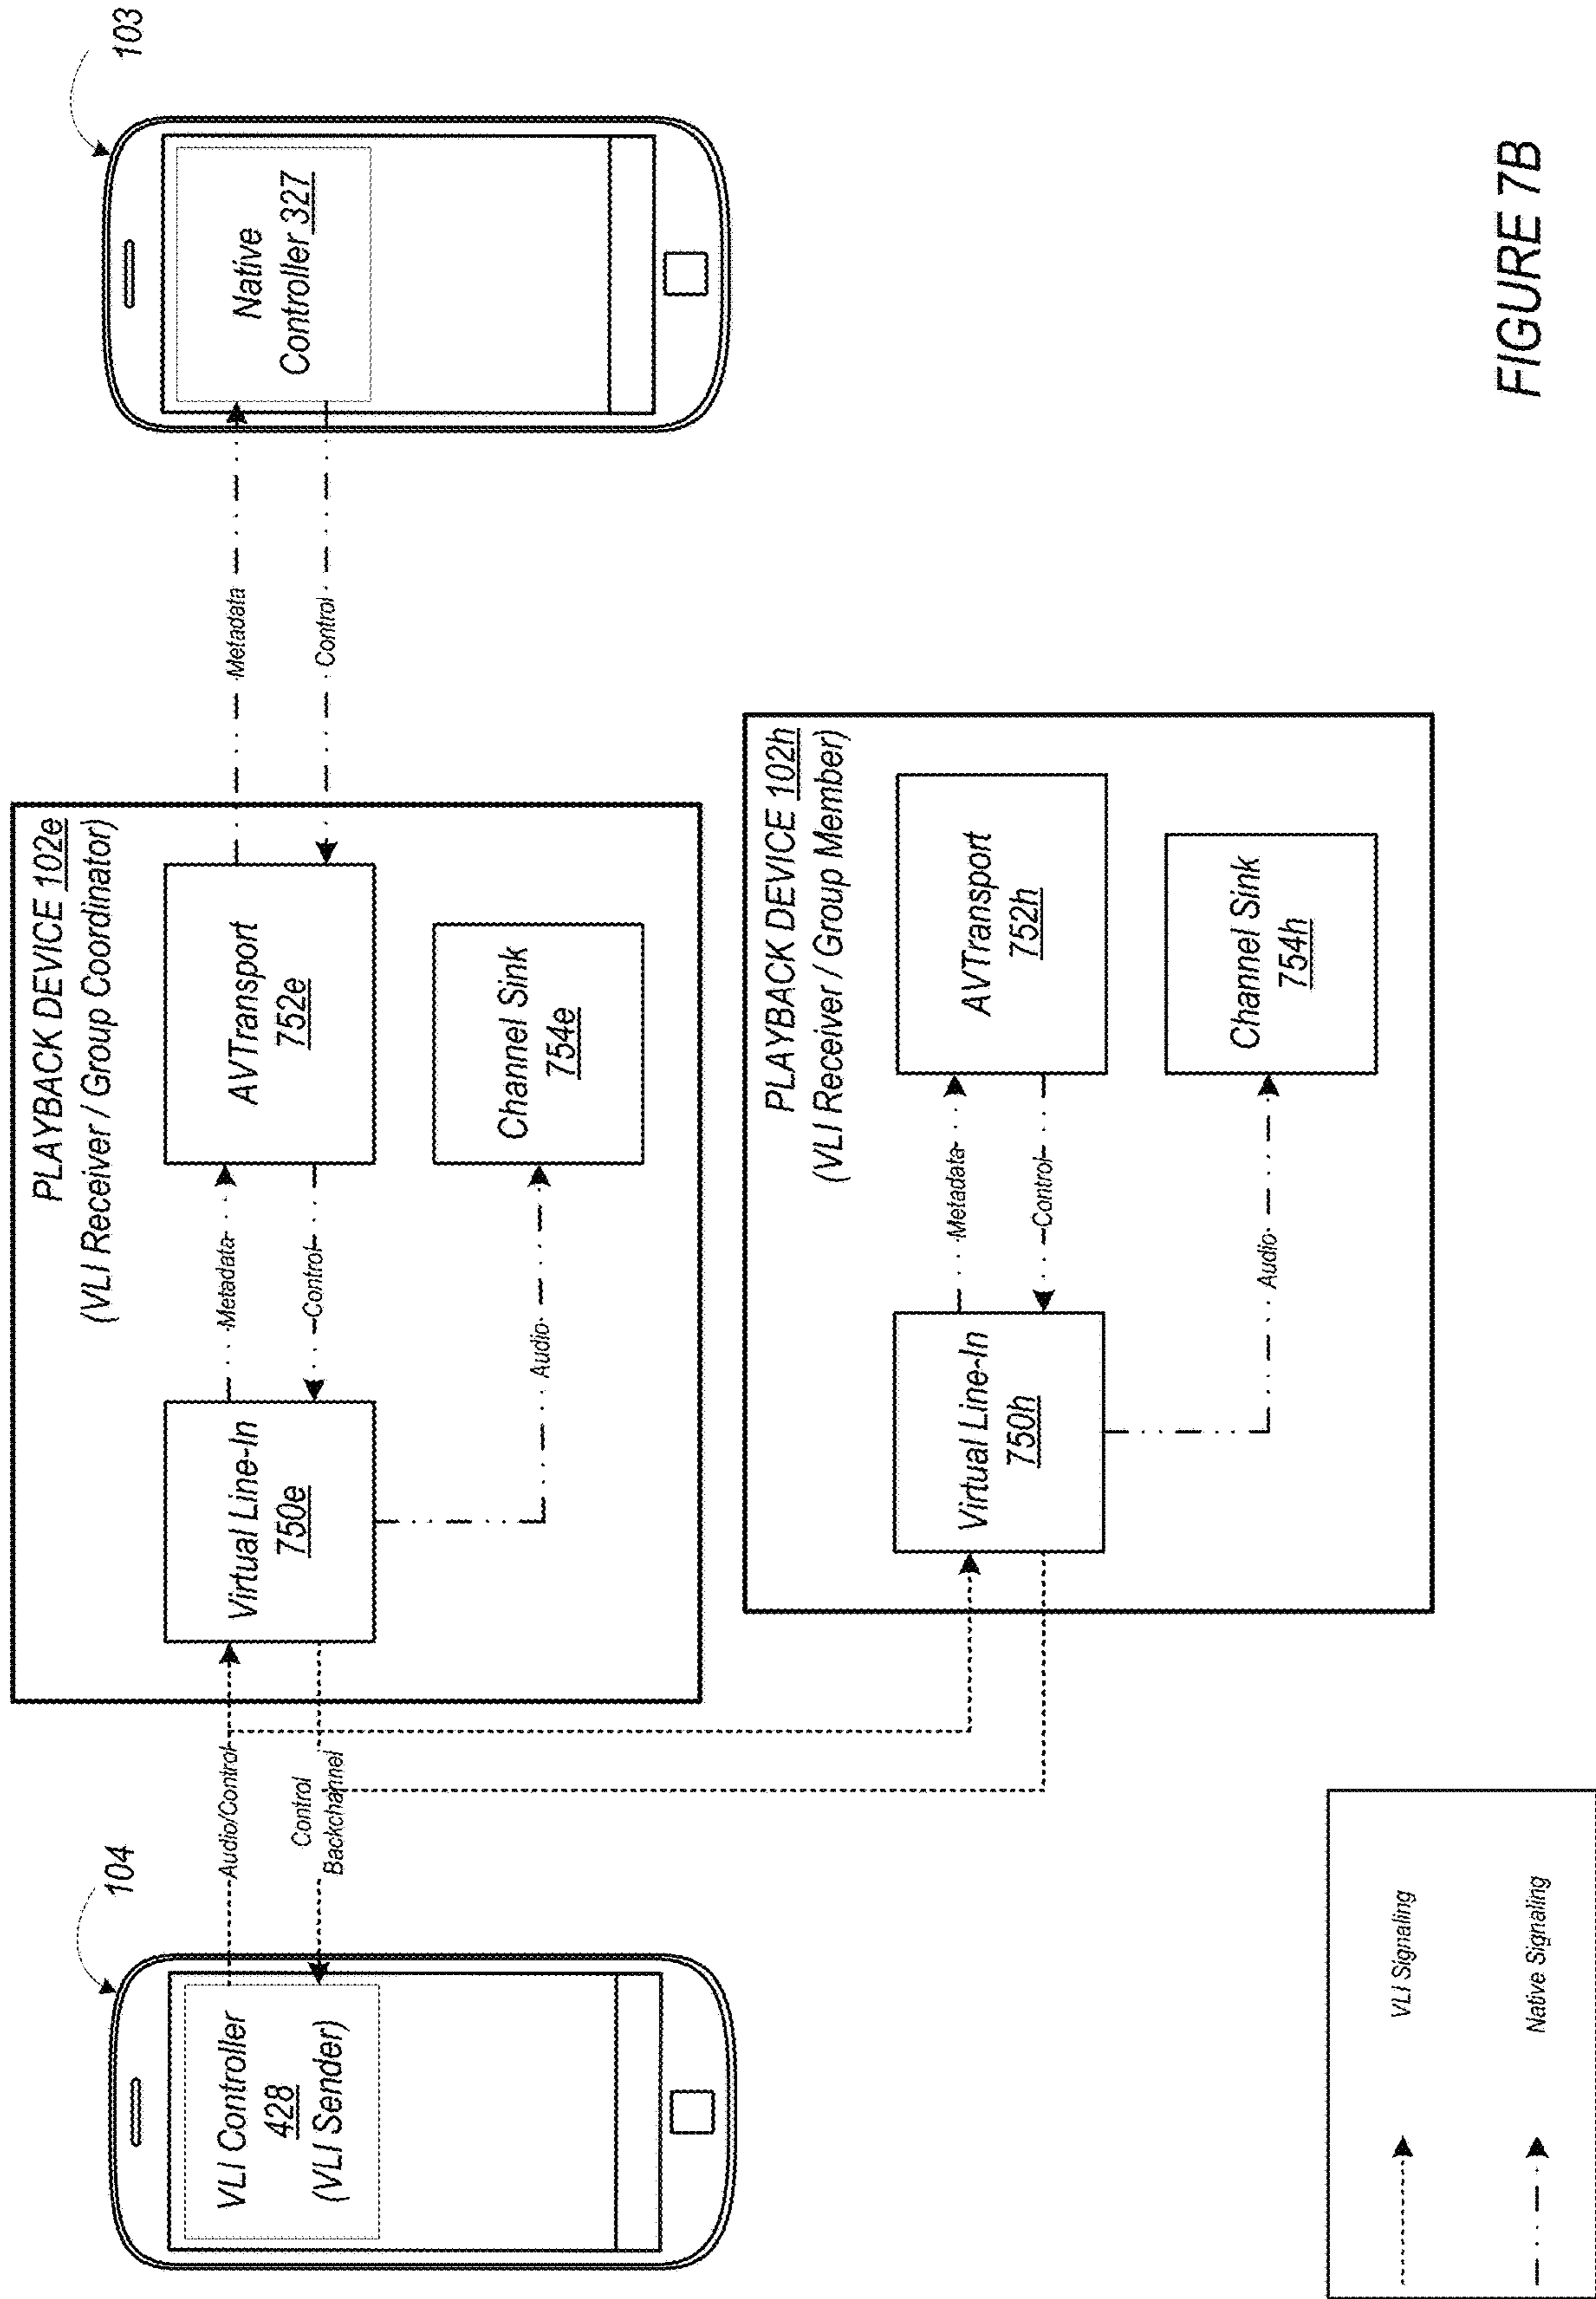 104
VLI Controller
428
(VLI Sender)
Audio/Control
Control
Backchannel
PLAYBACK DEVICE 102e
(VLI Receiver / Group Coordinator)
Virtual Line-In
750e
Metadata
Control
AVTransport
752e
Audio
Channel Sink
754e
Metadata
Control
103
Native
Controller 327
PLAYBACK DEVICE 102h
(VLI Receiver / Group Member)
Virtual Line-In
750h
Metadata
Control
AVTransport
752h
Audio
Channel Sink
754h
VLI Signaling
Native Signaling
FIGURE 7B